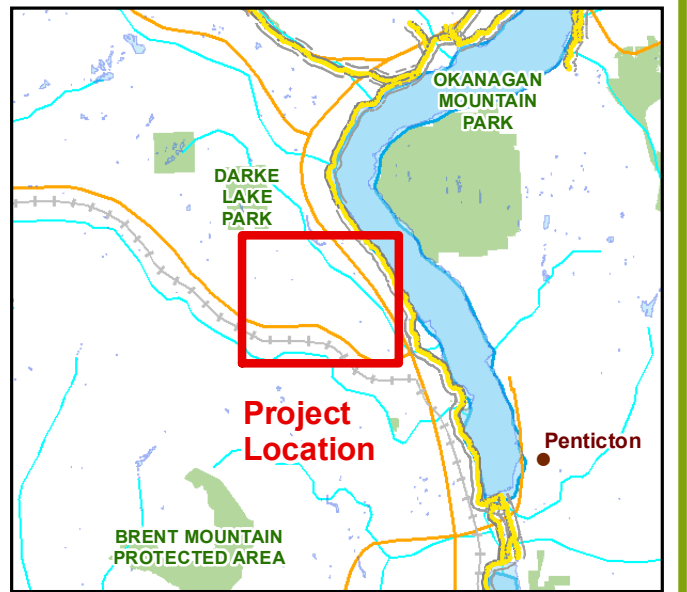 OKANAGAN
MOUNTAIN
PARK
DARKE
LAKE
PARK
Project
Location
Penticton
BRENT MOUNTAIN
PROTECTED AREA